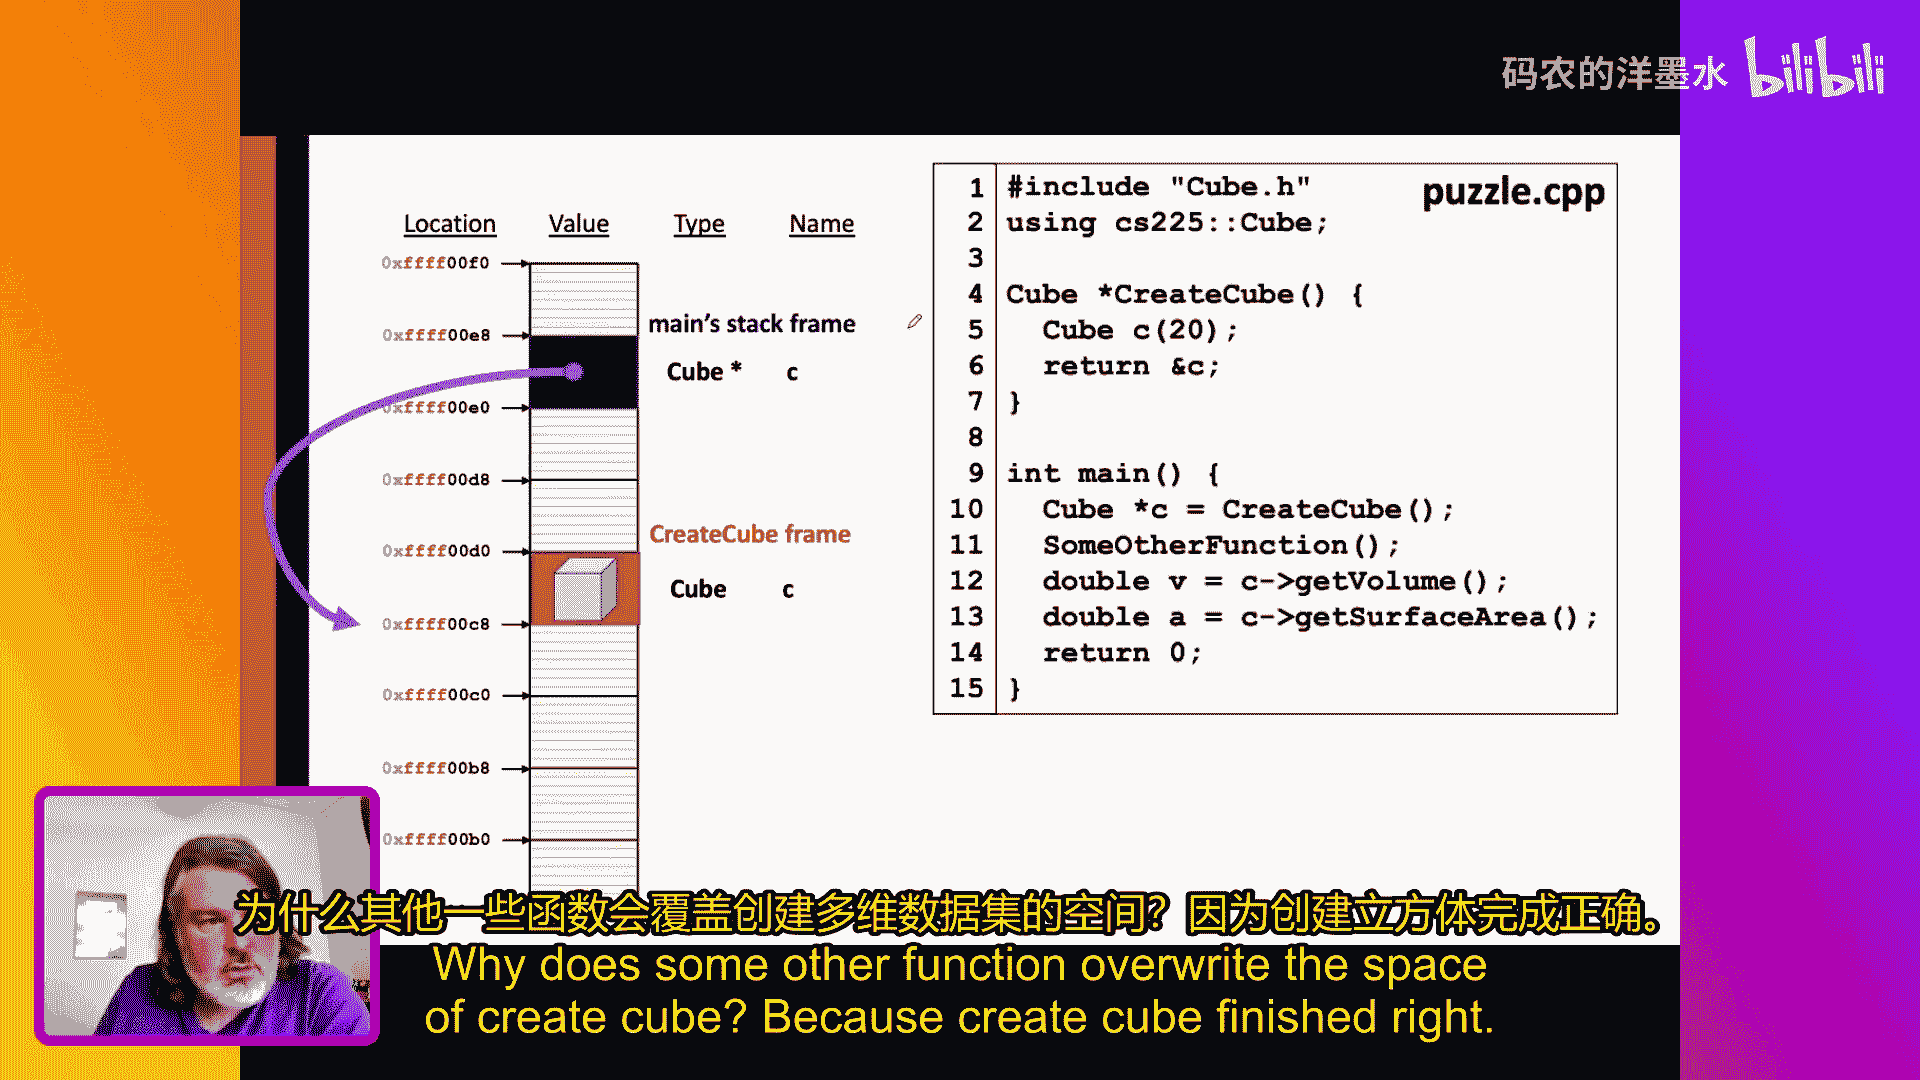 码农的洋墨水 bilibili
Location Value Type Name
0xffff00f0
main's stack frame
0xffff00e8
Cube * c
0xffff00e0
0xffff00d8
CreateCube frame
0xffff00d0
Cube c
0xffff00c8
0xffff00c0
0xffff00b8
0xffff00b0
puzzle.cpp
1 #include "Cube.h"
2 using cs225::Cube;
3
4 Cube *CreateCube() {
5 Cube c(20);
6 return &c;
7 }
8
9 int main() {
10 Cube *c = CreateCube();
11 SomeOtherFunction();
12 double v = c->getVolume();
13 double a = c->getSurfaceArea();
14 return 0;
15 }
为什么其他一些函数会覆盖创建多维数据集的空间？因为创建立方体完成正确。
Why does some other function overwrite the space
of create cube? Because create cube finished right.